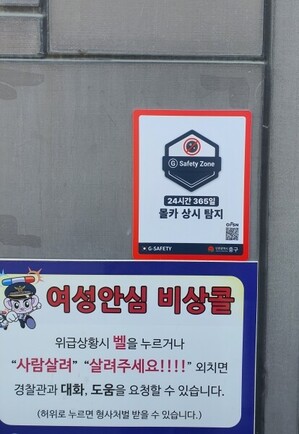 G Safety Zone
24시간 365일
몰카 상시 탐지
G-SAFETY
중구
여성안심 비상콜
위급상황시 벨을 누르거나
“사람살려” “살려주세요!!!!” 외치면
경찰관과 대화, 도움을 요청할 수 있습니다.
(허위로 누르면 형사처벌 받을 수 있습니다.)